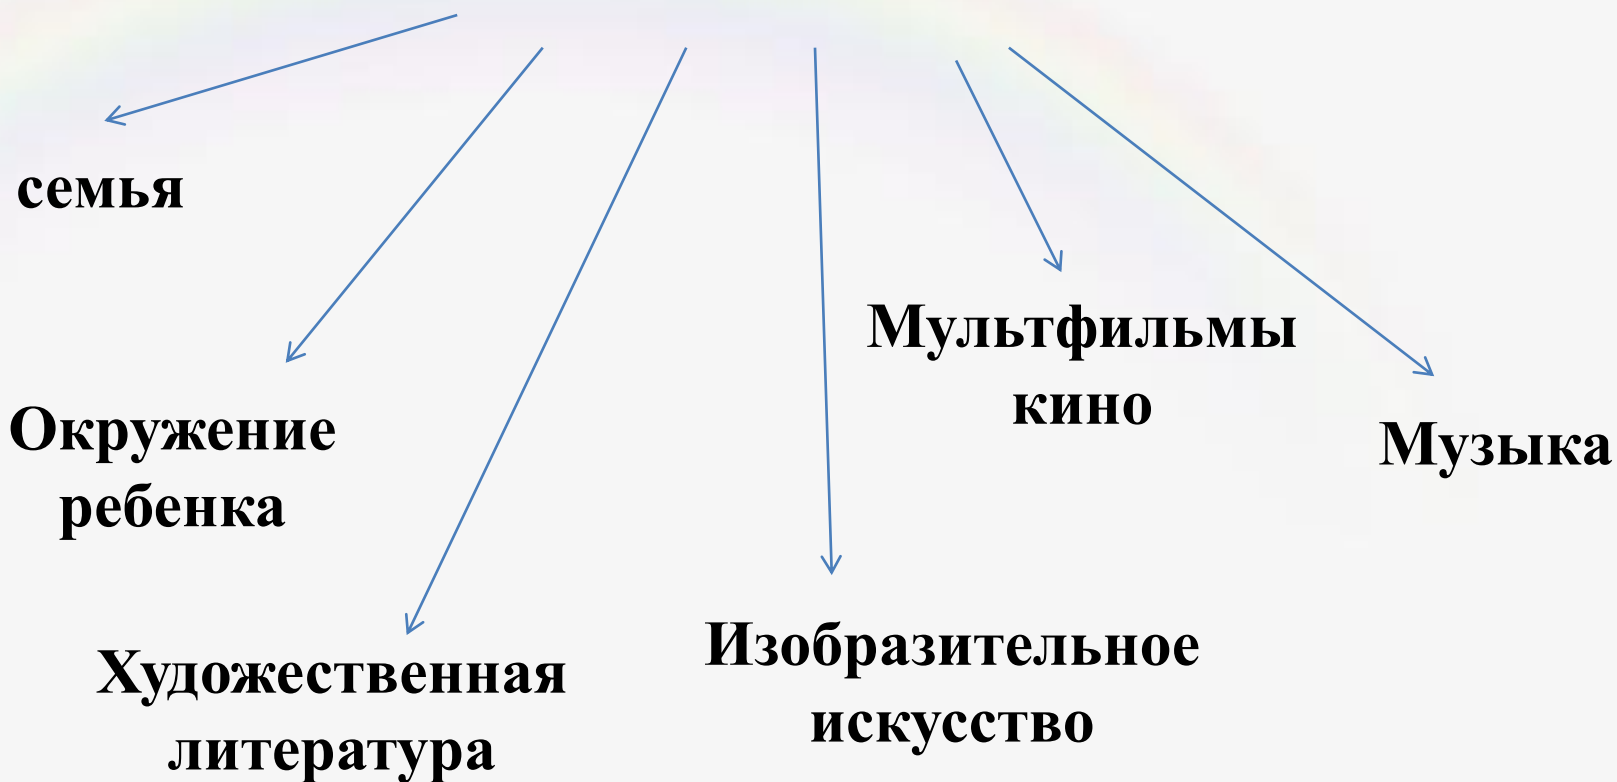 семья
Окружение
ребенка
Художественная
литература
Изобразительное
искусство
Мультфильмы
кино
Музыка